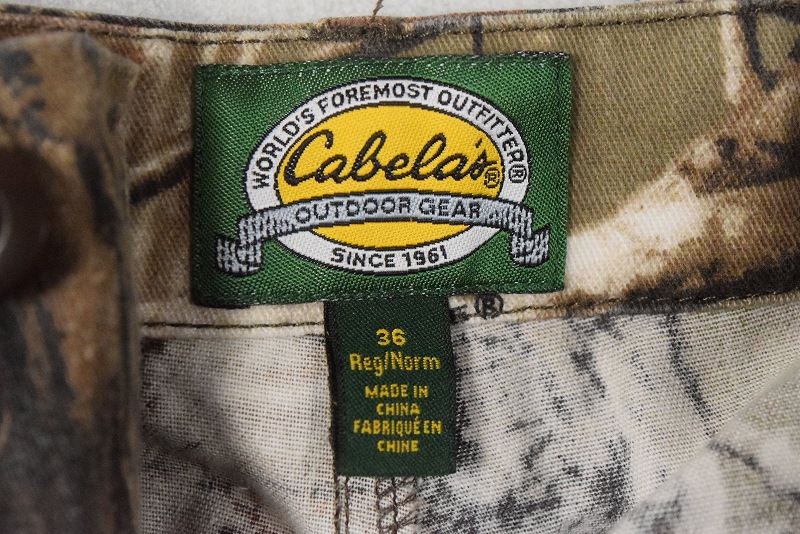 WORLD'S FOREMOST OUTFITTER®
Cabela's®
OUTDOOR GEAR
SINCE 1961
®
36
Reg/Norm
MADE IN
CHINA
FABRIQUÉ EN
CHINE